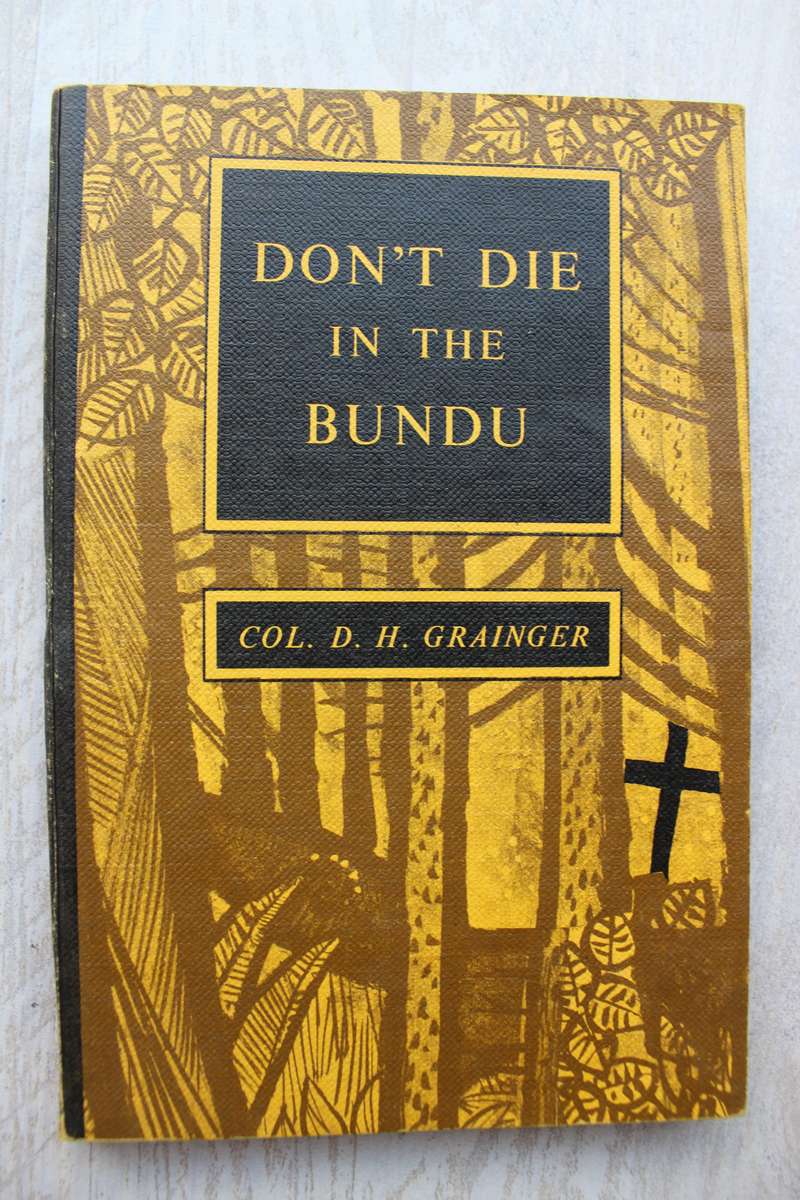 DON'T DIE
IN THE
BUNDU
COL. D. H. GRAINGER